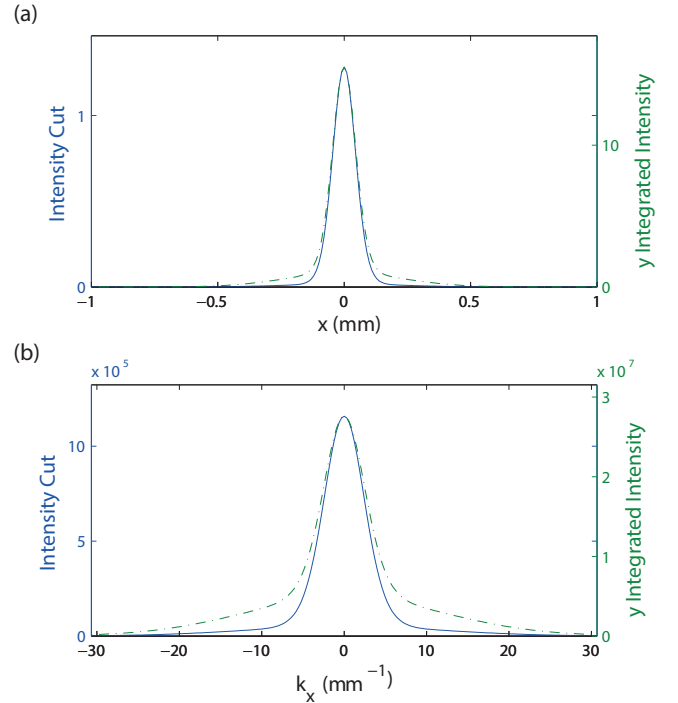 (a)
Intensity Cut
y Integrated Intensity
1
0
10
0
−1 −0.5 0 0.5 1
x (mm)
(b)
x 10^5
x 10^7
Intensity Cut
y Integrated Intensity
10
5
0
3
2
1
0
−30 −20 −10 0 10 20 30
k_x (mm^−1)